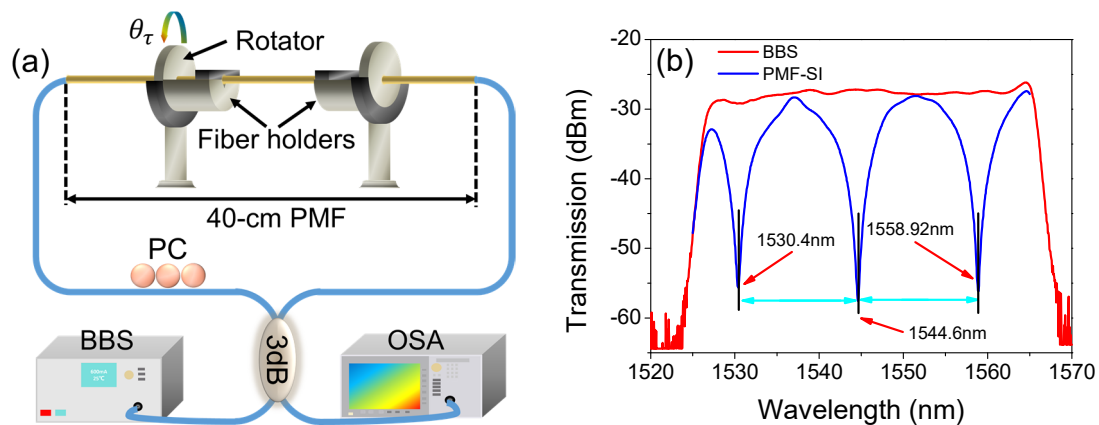 (a)
θτ
Rotator
Fiber holders
40-cm PMF
PC
BBS
3dB
OSA
(b)
BBS
PMF-SI
Transmission (dBm)
-20
-30
-40
-50
-60
1530.4nm
1558.92nm
1544.6nm
1520 1530 1540 1550 1560 1570
Wavelength (nm)